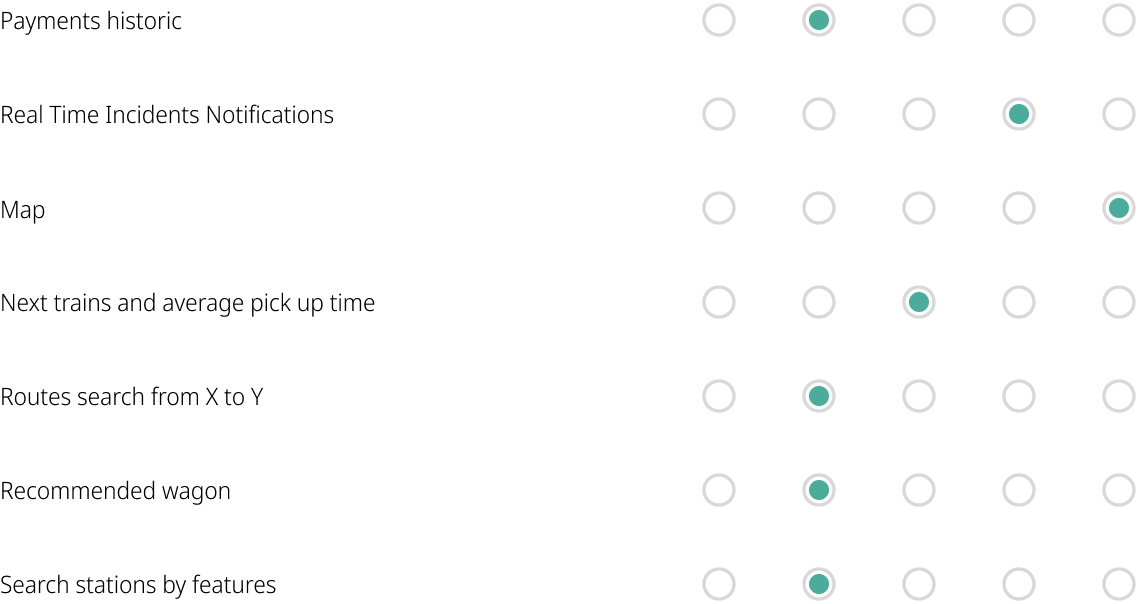 Payments historic
Real Time Incidents Notifications
Map
Next trains and average pick up time
Routes search from X to Y
Recommended wagon
Search stations by features